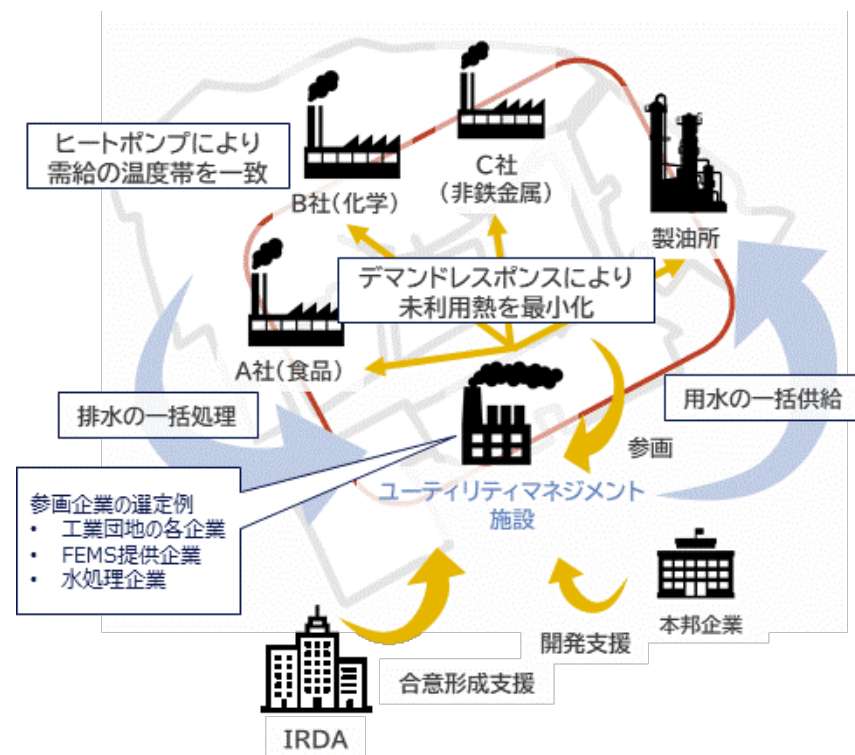 ヒートポンプにより
需給の温度帯を一致
B社(化学)
C社
(非鉄金属)
製油所
デマンドレスポンスにより
未利用熱を最小化
A社(食品)
排水の一括処理
用水の一括供給
参画
ユーティリティマネジメント
施設
参画企業の選定例
• 工業団地の各企業
• FEMS提供企業
• 水処理企業
本邦企業
開発支援
合意形成支援
IRDA